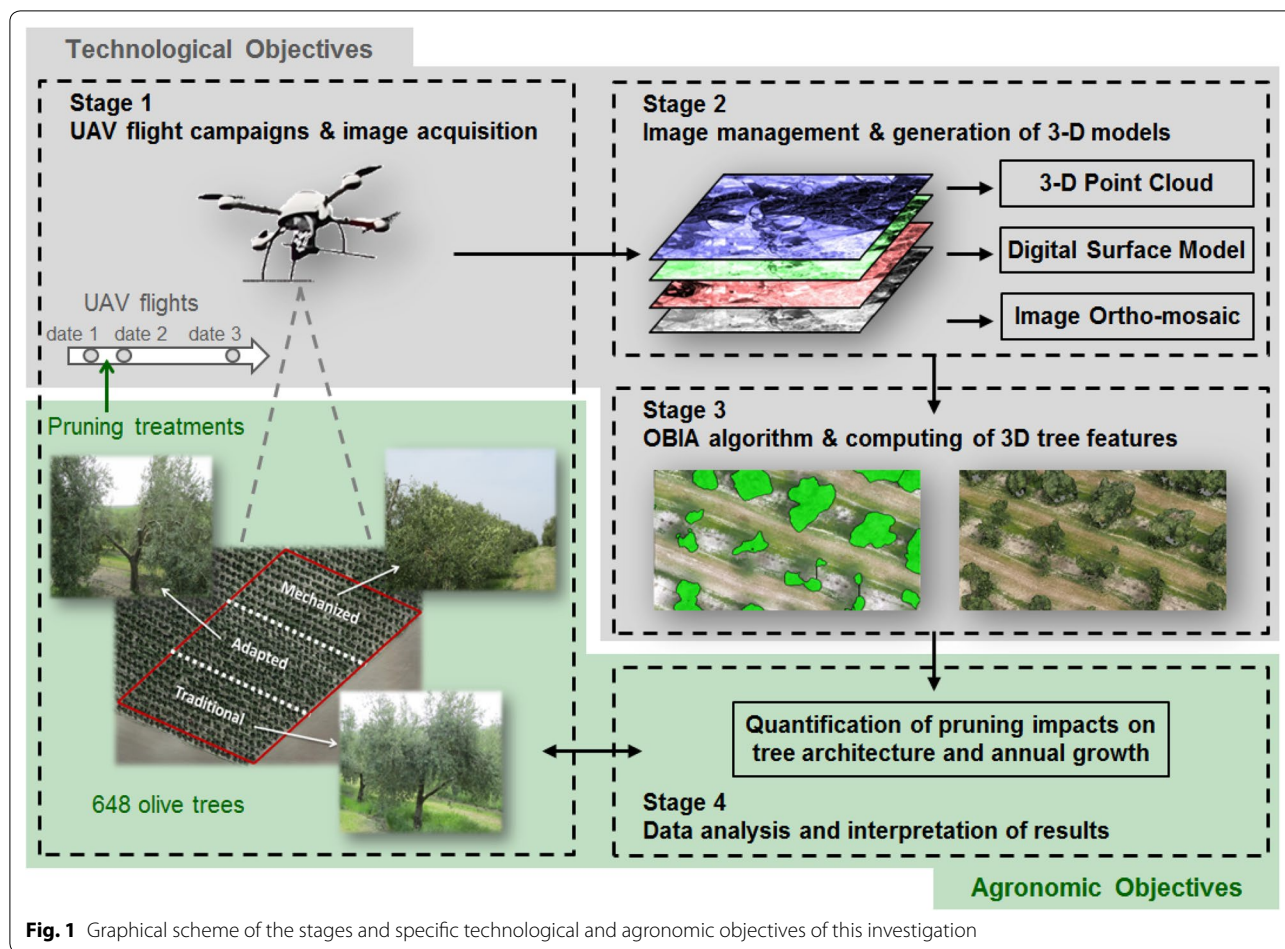 Technological Objectives
Stage 1
UAV flight campaigns & image acquisition
UAV flights
date 1 date 2 date 3
Pruning treatments
Mechanized
Adapted
Traditional
648 olive trees
Stage 2
Image management & generation of 3-D models
3-D Point Cloud
Digital Surface Model
Image Ortho-mosaic
Stage 3
OBIA algorithm & computing of 3D tree features
Quantification of pruning impacts on
tree architecture and annual growth
Stage 4
Data analysis and interpretation of results
Agronomic Objectives
Fig. 1 Graphical scheme of the stages and specific technological and agronomic objectives of this investigation